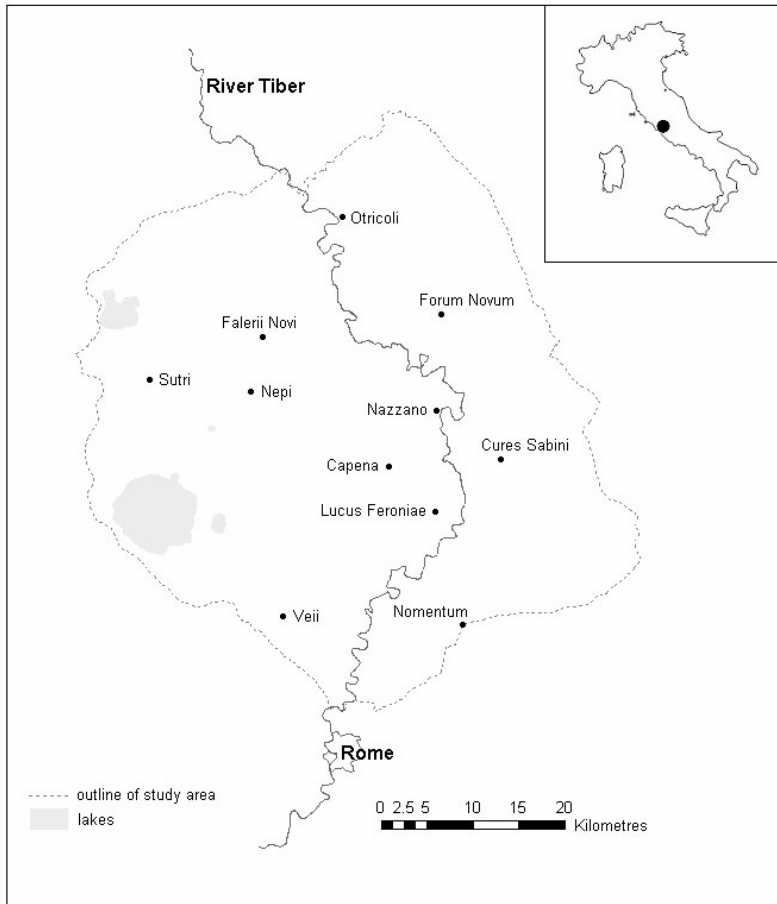 River Tiber
Otricoli
Forum Novum
Falerii Novi
Sutri
Nepi
Nazzano
Cures Sabini
Capena
Lucus Feroniae
Veii
Nomentum
Rome
outline of study area
lakes
0 2.5 5 10 15 20
Kilometres